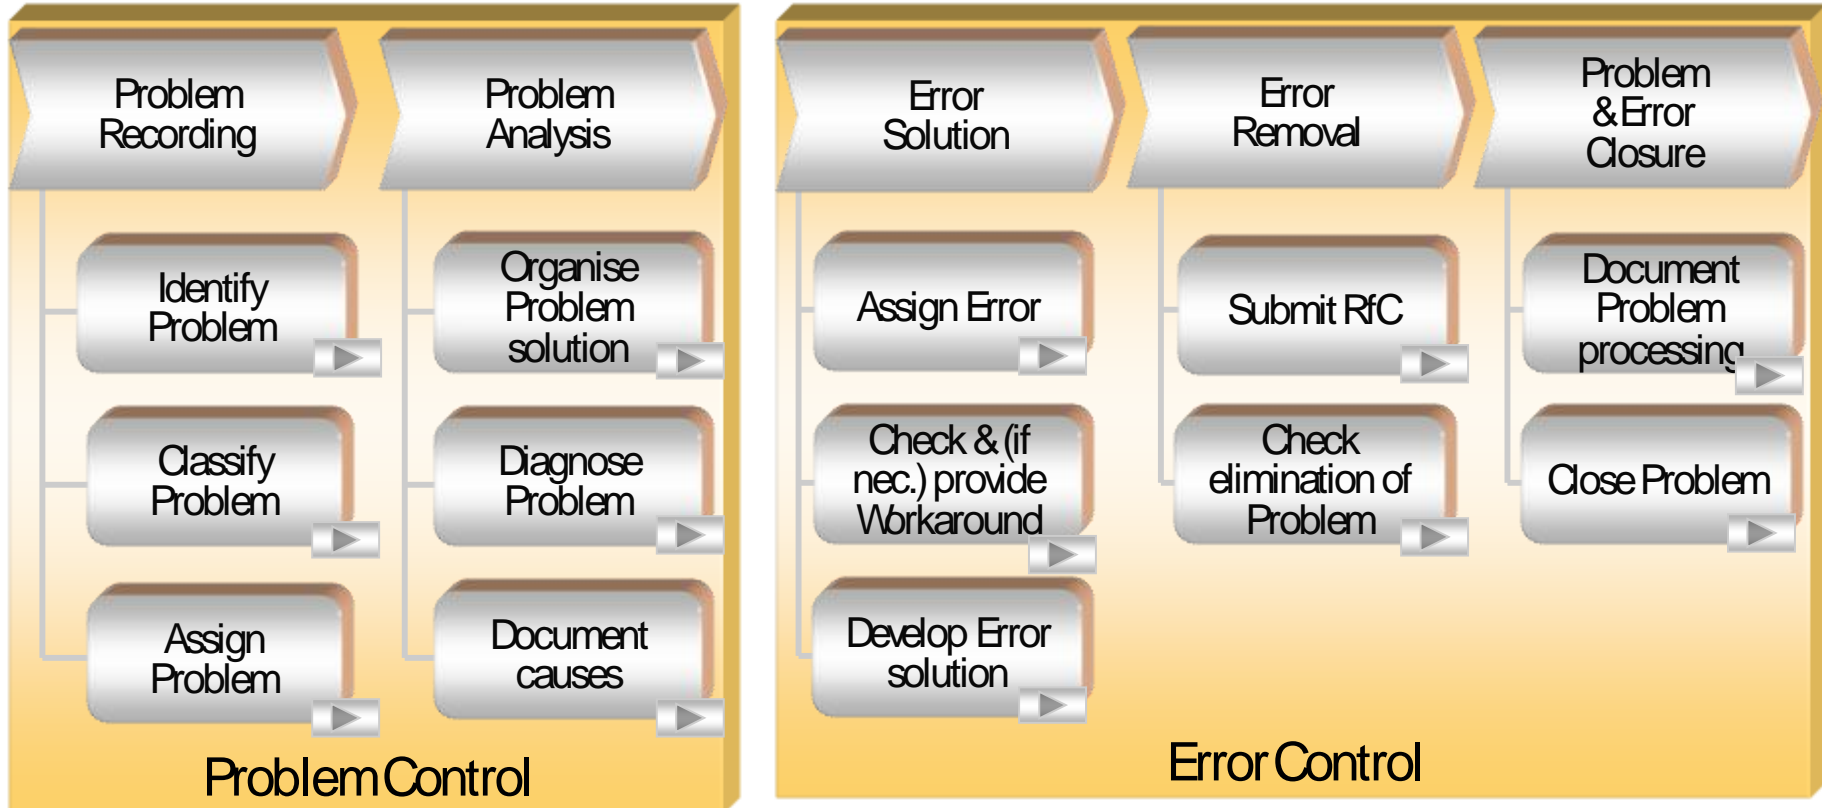 Problem
Recording
Problem
Analysis
Error
Solution
Error
Removal
Problem
& Error
Closure
Identify
Problem
Classify
Problem
Assign
Problem
Organise
Problem
solution
Diagnose
Problem
Document
causes
Assign Error
Check & (if
nec.) provide
Workaround
Develop Error
solution
Submit RfC
Check
elimination of
Problem
Document
Problem
processing
Close Problem
Problem Control
Error Control